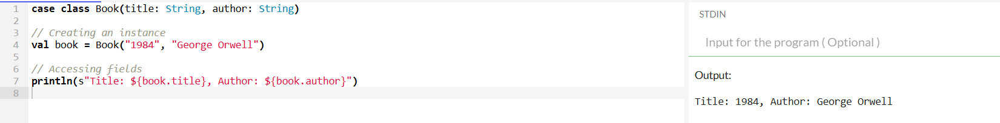 1 case class Book(title: String, author: String)
2
3 // Creating an instance
4 val book = Book("1984", "George Orwell")
5
6 // Accessing fields
7 println(s"Title: ${book.title}, Author: ${book.author}")
8
STDIN
Input for the program ( Optional )
Output:
Title: 1984, Author: George Orwell